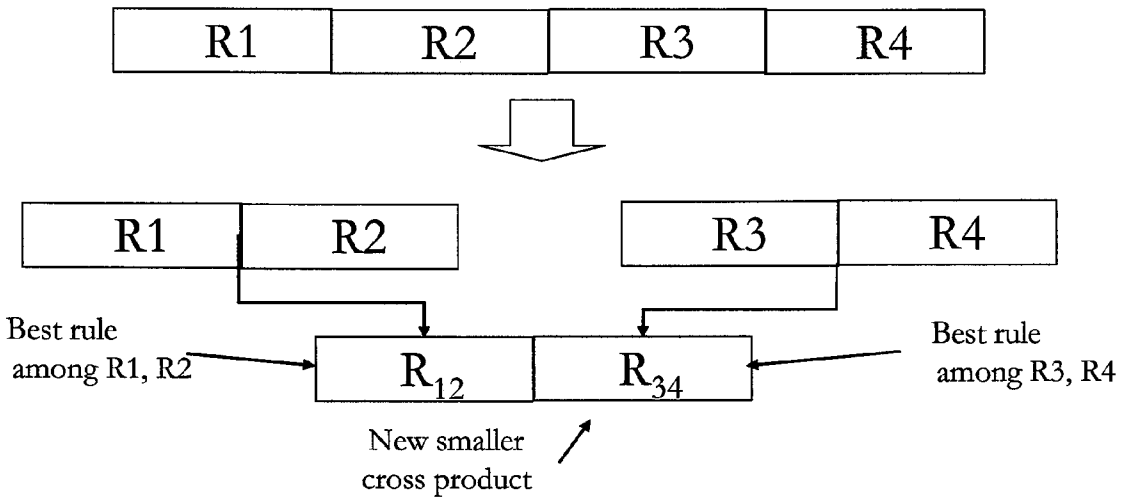 R1 R2 R3 R4
R1 R2 R3 R4
Best rule
among R1, R2
R12 R34
Best rule
among R3, R4
New smaller
cross product